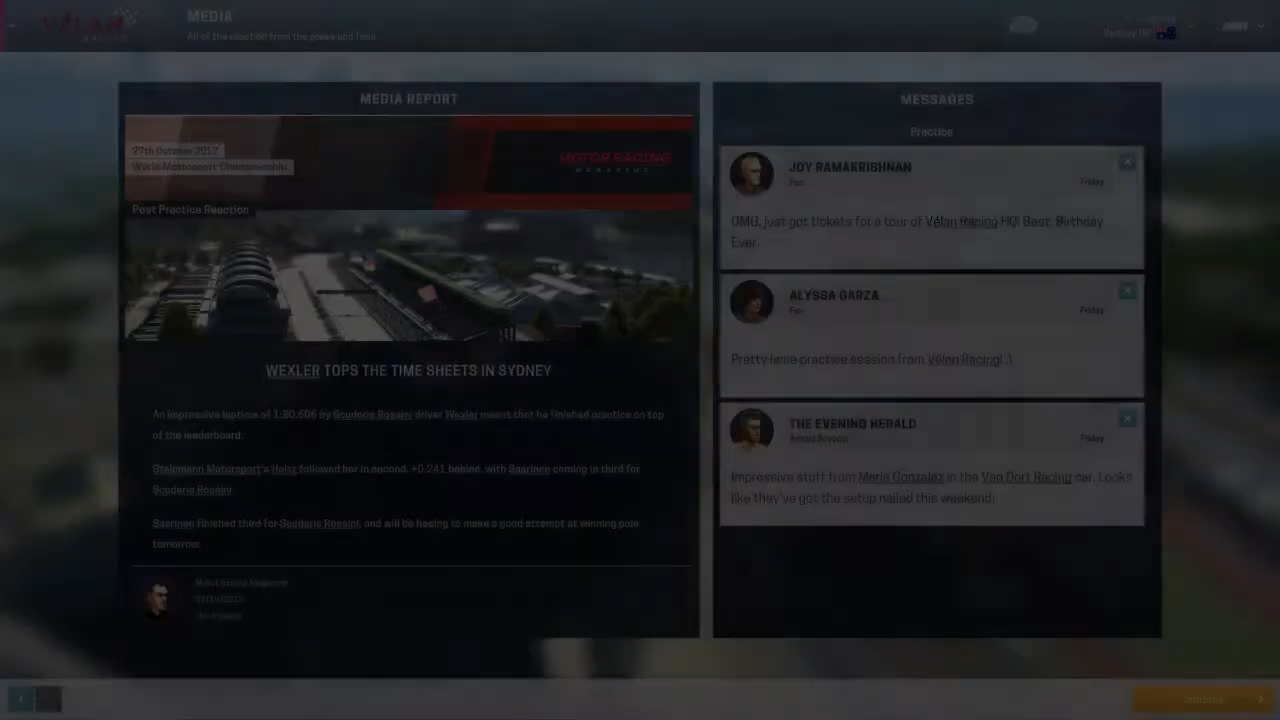 VÉLAN
RACING
MEDIA
All of the reaction from the press and fans
Sydney GP
MEDIA REPORT
27th October 2017
World Motorsport Championship
MOTOR RACING
MAGAZINE
Post Practice Reaction
WEXLER TOPS THE TIME SHEETS IN SYDNEY
An impressive laptime of 1:30.606 by Scuderia Rossini driver Wexler meant that he finished practice on top
of the leaderboard.
Steinmann Motorsport's Heinz followed her in second, +0.241 behind, with Saarinen coming in third for
Scuderia Rossini.
Saarinen finished third for Scuderia Rossini, and will be hoping to make a good attempt at winning pole
tomorrow.
Motor Racing Magazine
MESSAGES
Practice
JOY RAMAKRISHNAN
Fan
Friday
OMG, just got tickets for a tour of Vélan Racing HQ! Best. Birthday
Ever.
ALYSSA GARZA
Fan
Friday
Pretty lame practice session from Vélan Racing! :\
THE EVENING HERALD
Friday
Impressive stuff from Maria Gonzalez in the Van Dort Racing car. Looks
like they've got the setup nailed this weekend.
Continue